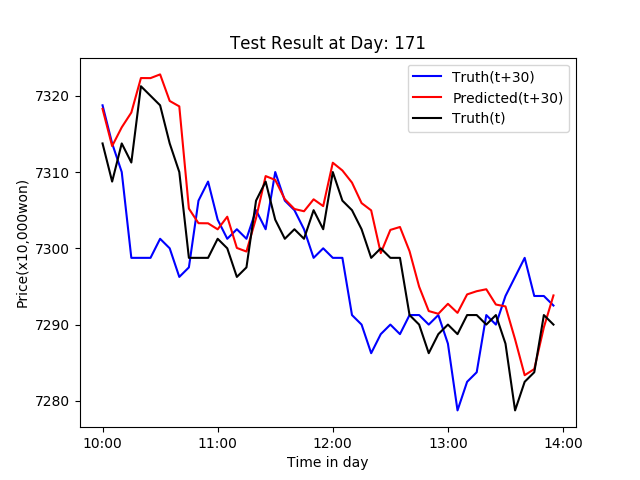 Test Result at Day: 171
Truth(t+30)
Predicted(t+30)
Truth(t)
Price(x10,000won)
7320
7310
7300
7290
7280
10:00 11:00 12:00 13:00 14:00
Time in day